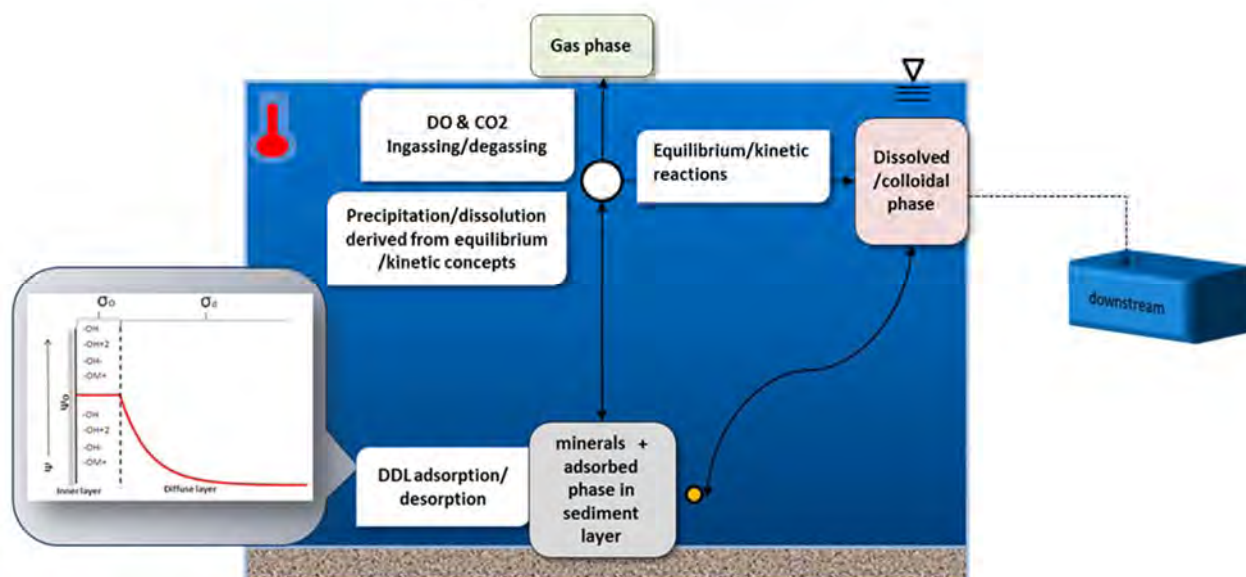 Gas phase
DO & CO2
Ingassing/degassing
Equilibrium/kinetic
reactions
Dissolved
/colloidal
phase
Precipitation/dissolution
derived from equilibrium
/kinetic concepts
downstream
σ₀
σd
-OH
-OH+2
-OH-
-OM+
Ψ₀
-OH
-OH+2
-OH-
-OM+
Ψ
Inner layer
Diffuse layer
DDL adsorption/
desorption
minerals +
adsorbed
phase in
sediment
layer